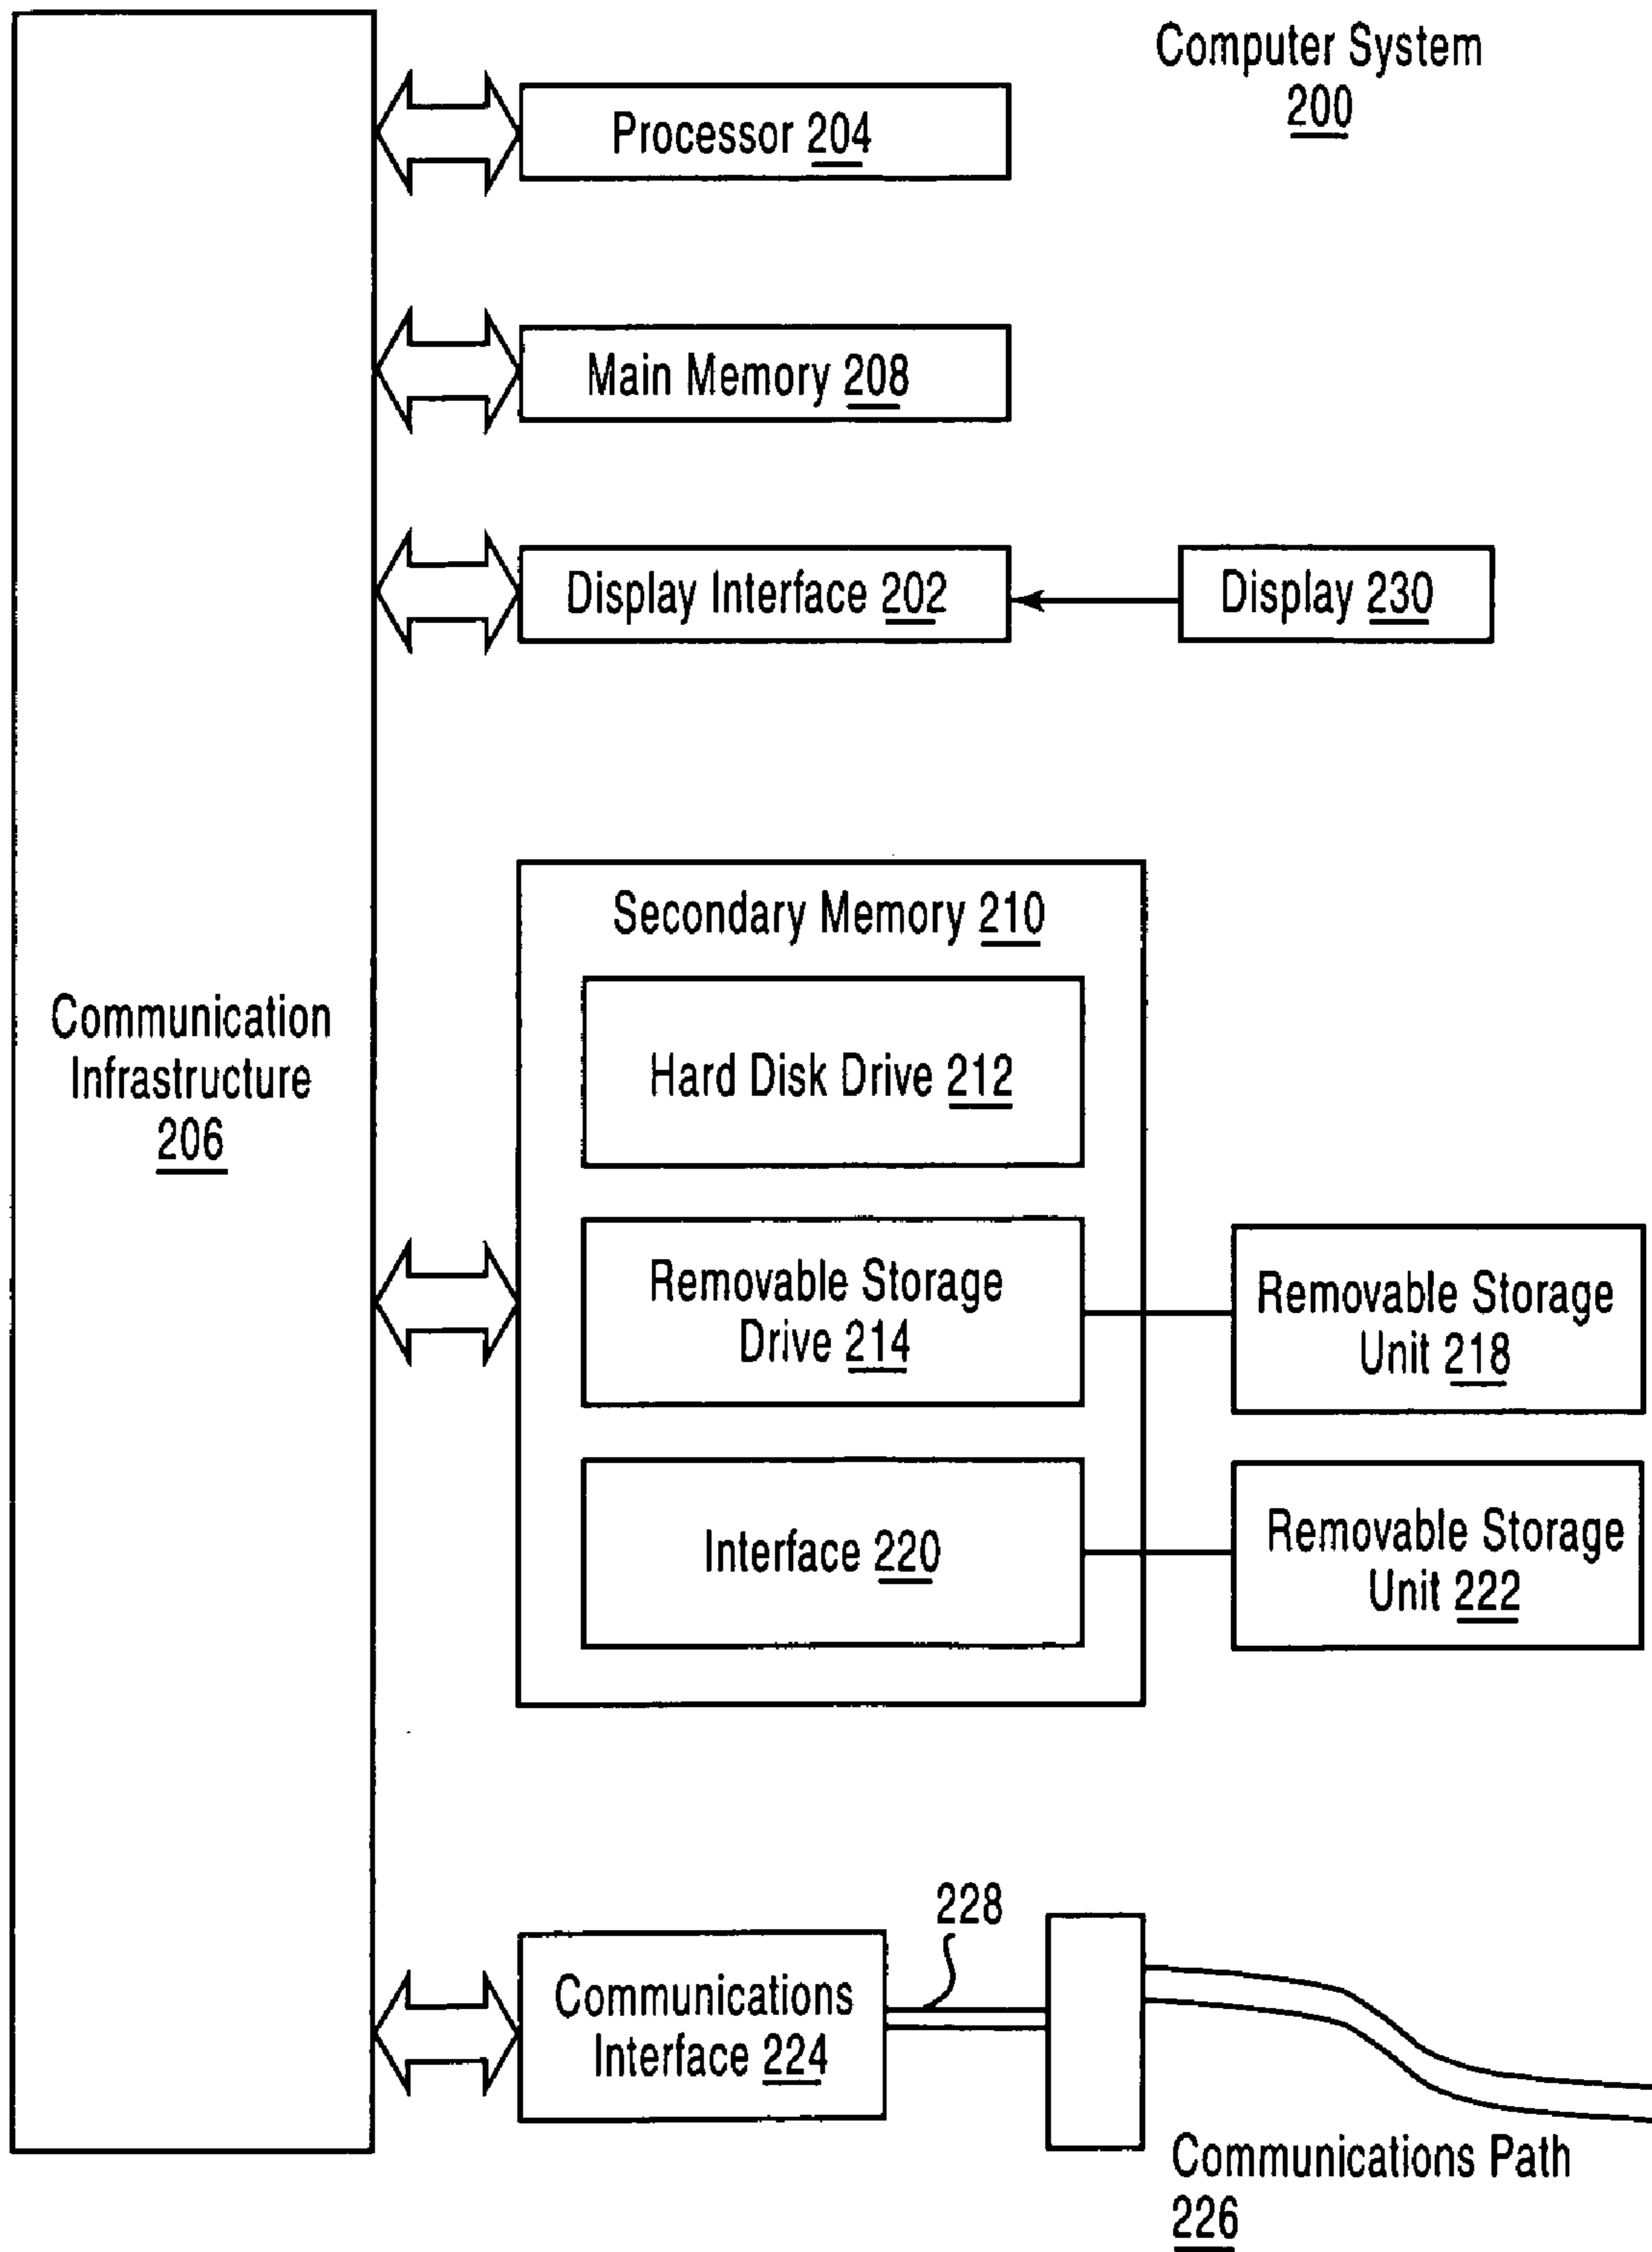 Computer System
200
Processor 204
Main Memory 208
Display Interface 202
Display 230
Secondary Memory 210
Hard Disk Drive 212
Communication
Infrastructure
206
Removable Storage
Drive 214
Removable Storage
Unit 218
Interface 220
Removable Storage
Unit 222
228
Communications
Interface 224
Communications Path
226